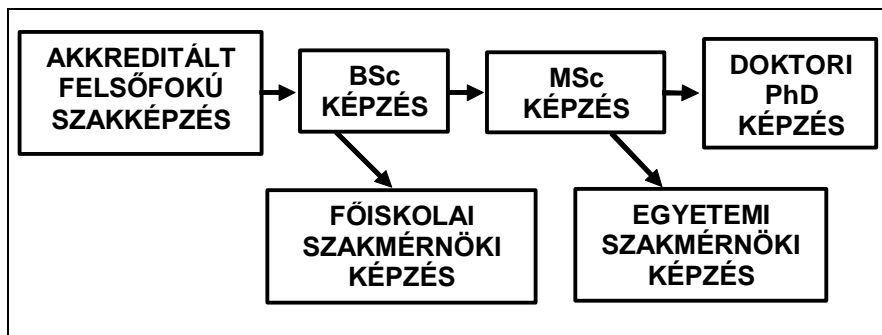 AKKREDITÁLT
FELSŐFOKÚ
SZAKKÉPZÉS
BSc
KÉPZÉS
MSc
KÉPZÉS
DOKTORI
PhD
KÉPZÉS
FŐISKOLAI
SZAKMÉRNÖKI
KÉPZÉS
EGYETEMI
SZAKMÉRNÖKI
KÉPZÉS